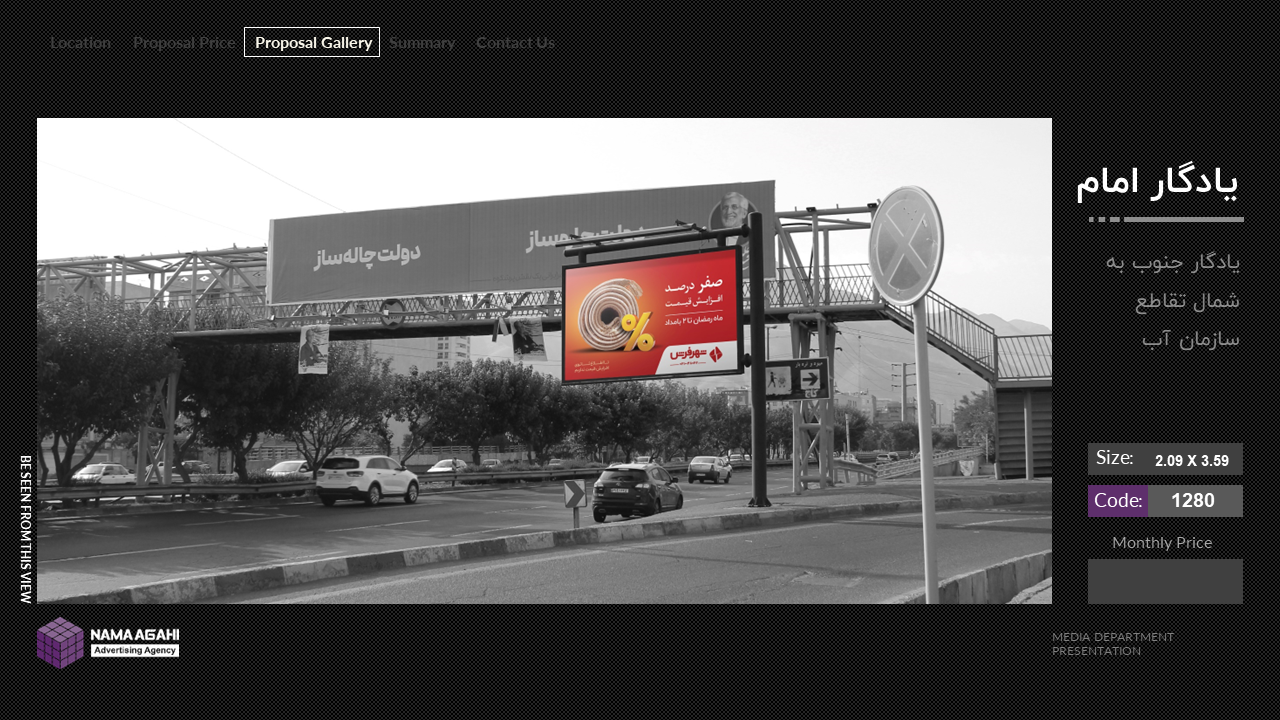 Location
Proposal Price
Proposal Gallery
Summary
Contact Us
یادگار امام
یادگار جنوب به
شمال تقاطع
سازمان آب
دولت چاله‌ساز
صفر درصد
افزایش قیمت
ماه رمضان تا ۲ بامداد
شهر فرش
Size:
2.09 X 3.59
Code:
1280
Monthly Price
BE SEEN FROM THIS VIEW
NAMA AGAHI
Advertising Agency
MEDIA DEPARTMENT
PRESENTATION